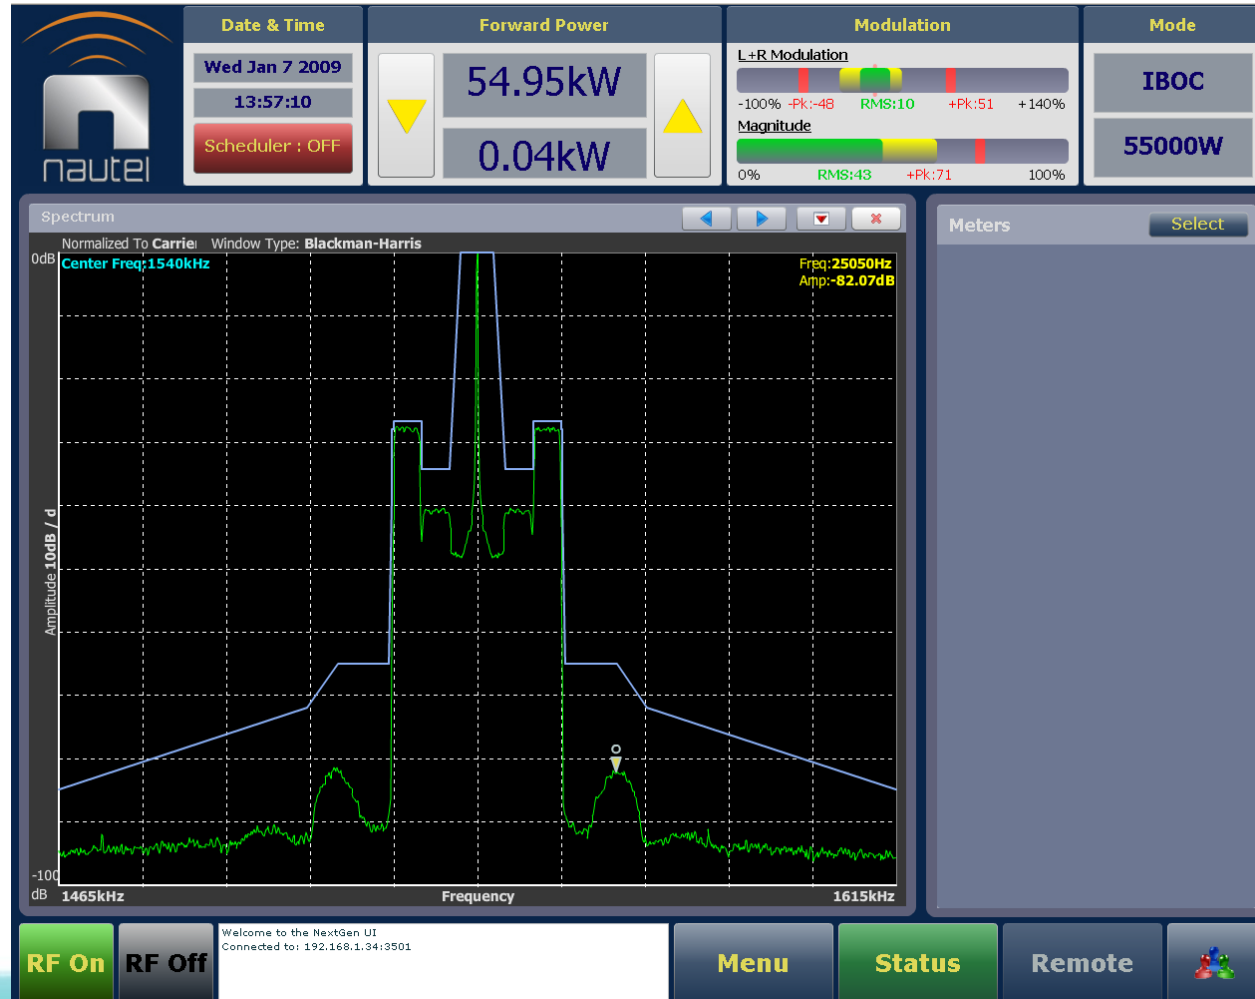 nautel
Date & Time
Wed Jan 7 2009
13:57:10
Scheduler : OFF
Forward Power
54.95kW
0.04kW
Modulation
L+R Modulation
-100% -Pk:-48 RMS:10 +Pk:51 +140%
Magnitude
0% RMS:43 +Pk:71 100%
Mode
IBOC
55000W
Spectrum
Normalized To Carrie Window Type: Blackman-Harris
0dB
Center Freq:1540kHz
Freq:25050Hz
Amp:-82.07dB
Amplitude 10dB / d
-100
dB
1465kHz
Frequency
1615kHz
Meters
Select
RF On
RF Off
Welcome to the NextGen UI
Connected to: 192.168.1.34:3501
Menu
Status
Remote